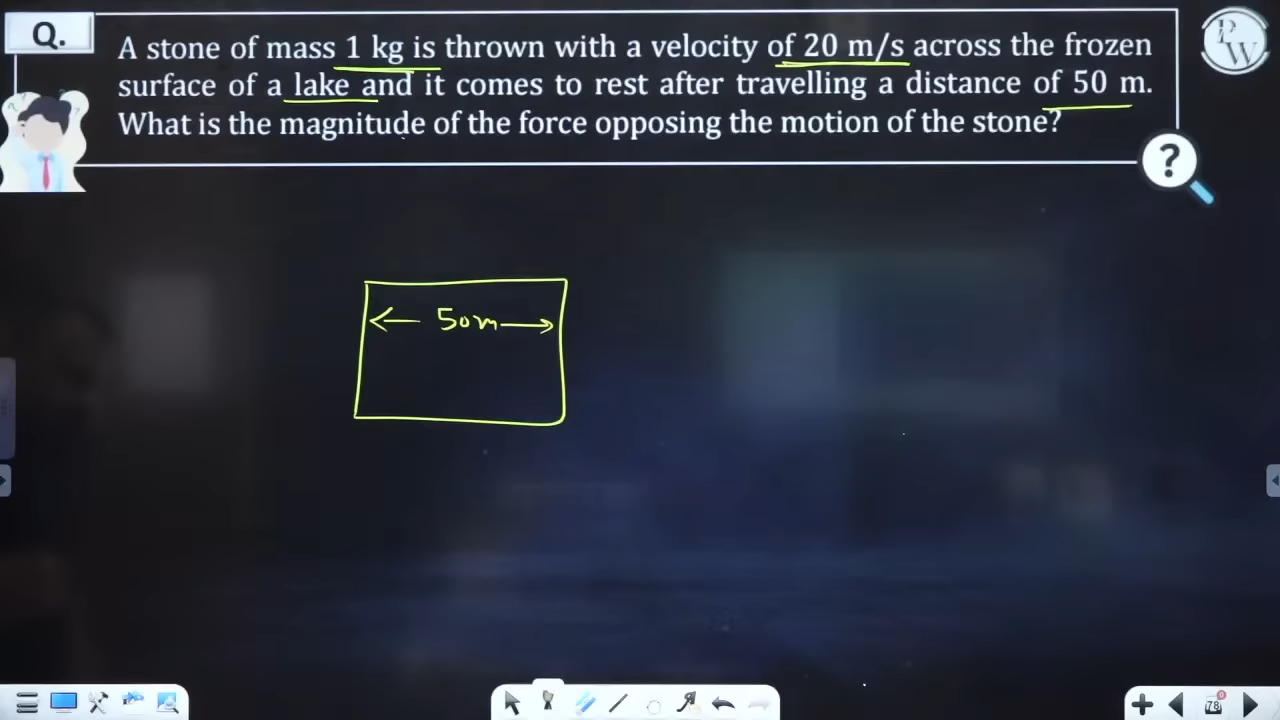 Q.
A stone of mass 1 kg is thrown with a velocity of 20 m/s across the frozen
surface of a lake and it comes to rest after travelling a distance of 50 m.
What is the magnitude of the force opposing the motion of the stone?
PW
?
50m
78